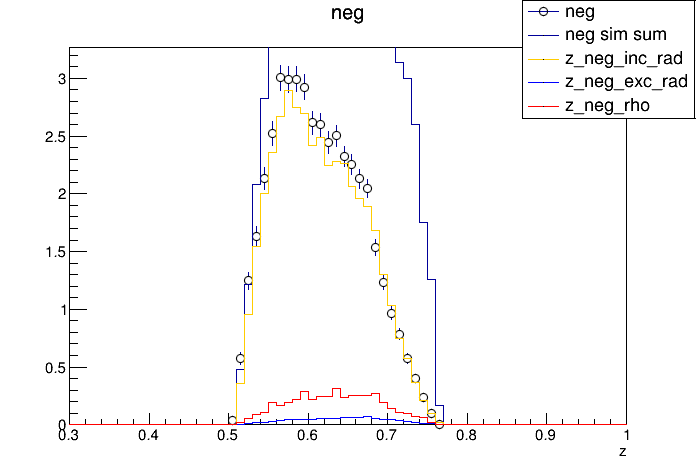 neg
neg
neg sim sum
z_neg_inc_rad
z_neg_exc_rad
z_neg_rho
3
2.5
2
1.5
1
0.5
0
0.3 0.4 0.5 0.6 0.7 0.8 0.9 1
z